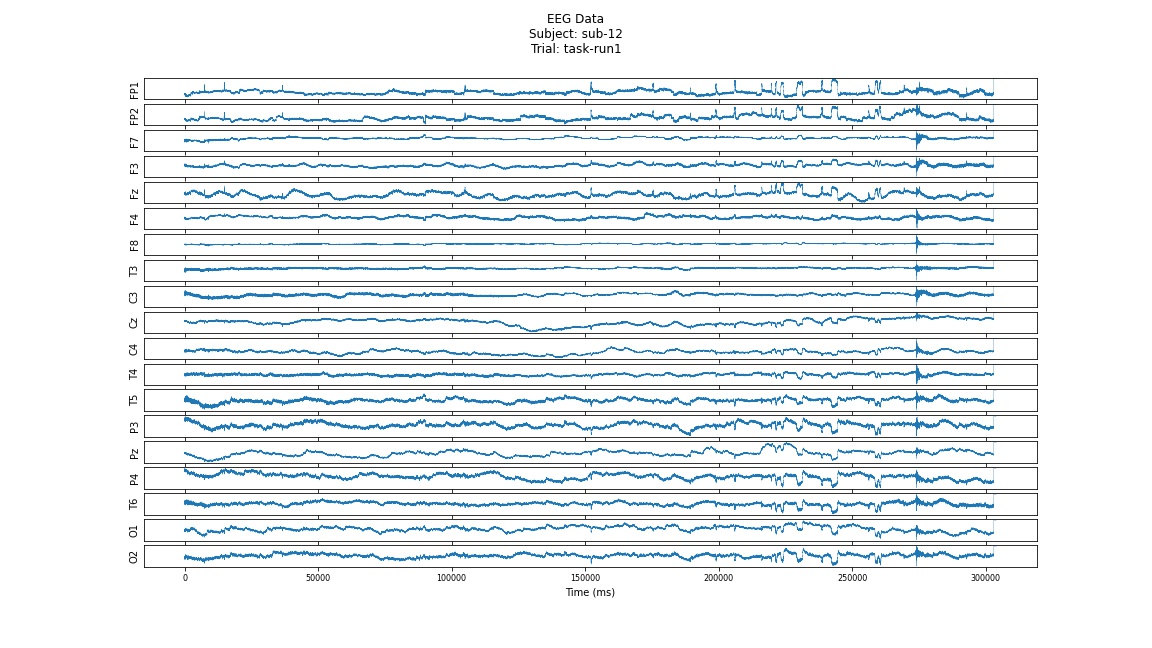 EEG Data
Subject: sub-12
Trial: task-run1
FP1
FP2
F7
F3
Fz
F4
F8
T3
C3
Cz
C4
T4
T5
P3
Pz
P4
T6
O1
O2
0 50000 100000 150000 200000 250000 300000
Time (ms)